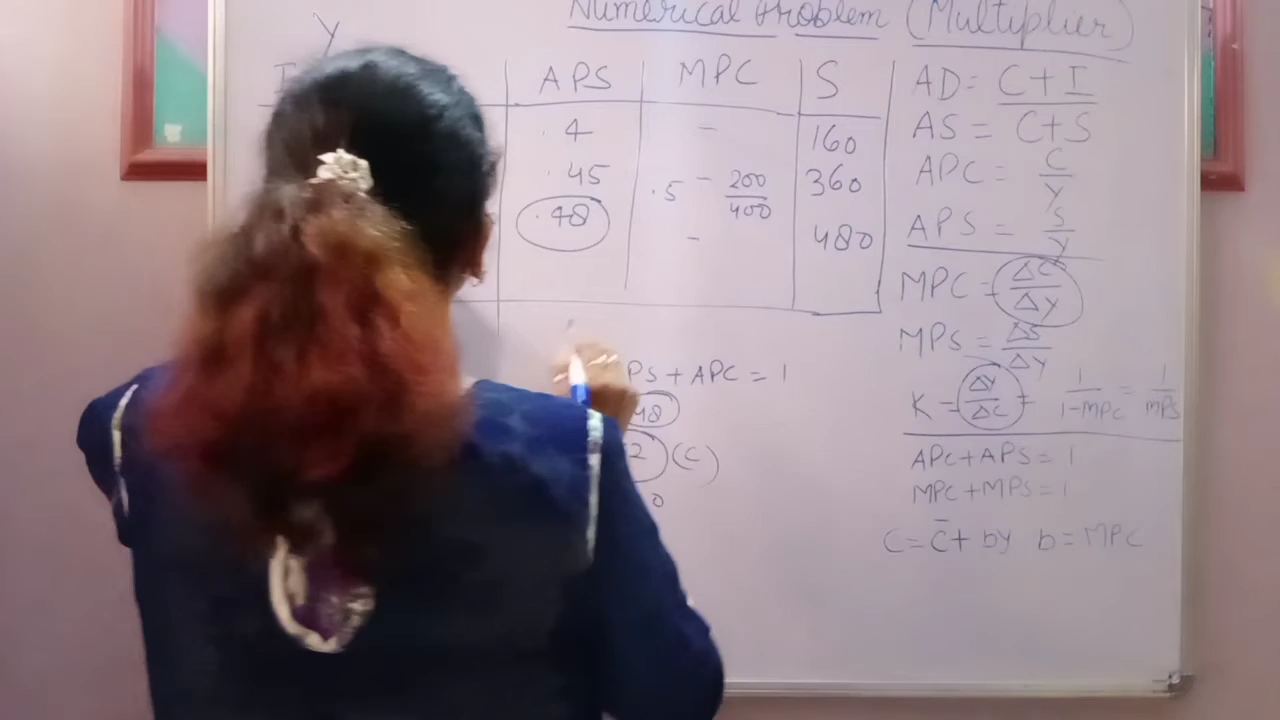 Numerical Problem (Multiplier)
Y
I
APS MPC S
.4 – 160
.45 .5 – 200/400 360
.48 – 480
PS + APC = 1
48
2 (C)
0
AD = C+I
AS = C+S
APC = C/Y
APS = S/Y
MPC = ΔC/ΔY
MPS = ΔS/ΔY
K = ΔY/ΔC = 1/1-MPC = 1/MPS
APC+APS = 1
MPC+MPS = 1
C = C̄ + by b = MPC